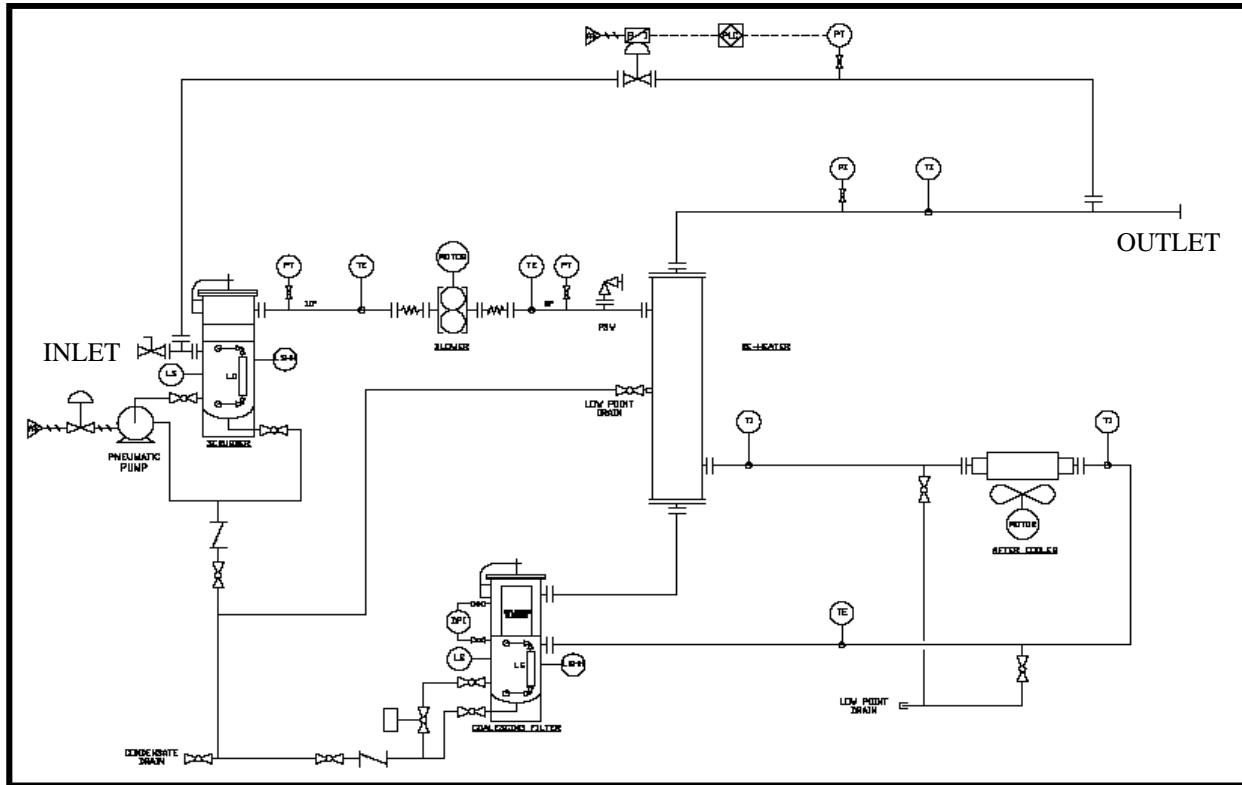 PLC
PT
PI
TI
OUTLET
PT
TE
MOTOR
TE
PT
10"
8"
PSV
BLOWER
RE-HEATER
INLET
LS
LG
LSHH
LOW POINT
DRAIN
SCRUBBER
PNEUMATIC
PUMP
TI
TI
MOTOR
AFTER COOLER
DPI
LS
LG
LSHH
TE
LOW POINT
DRAIN
COALESCING FILTER
CONDENSATE
DRAIN